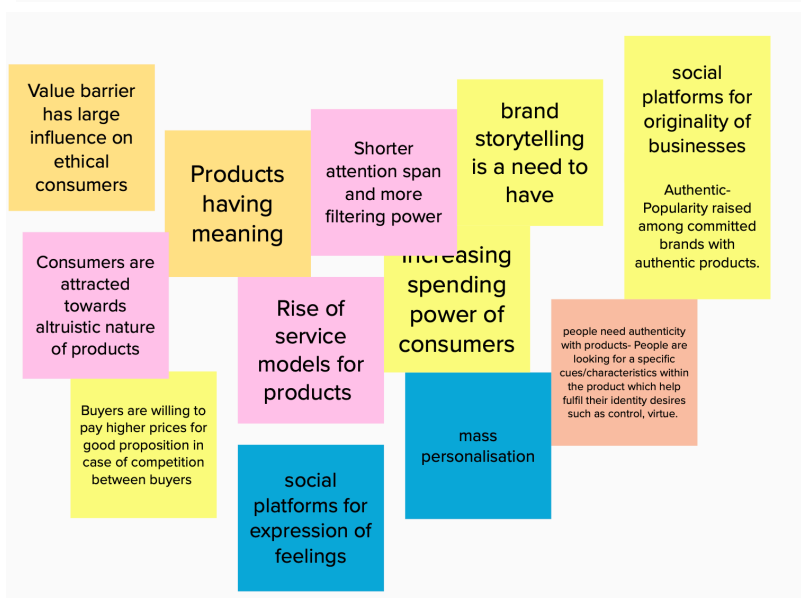 Value barrier
has large
influence on
ethical
consumers
Products
having
meaning
Shorter
attention span
and more
filtering power
brand
storytelling
is a need to
have
social
platforms for
originality of
businesses
Authentic-
Popularity raised
among committed
brands with
authentic products.
Consumers are
attracted
towards
altruistic nature
of products
Rise of
service
models for
products
increasing
spending
power of
consumers
people need authenticity
with products- People are
looking for a specific
cues/characteristics within
the product which help
fulfil their identity desires
such as control, virtue.
Buyers are willing to
pay higher prices for
good proposition in
case of competition
between buyers
social
platforms for
expression of
feelings
mass
personalisation